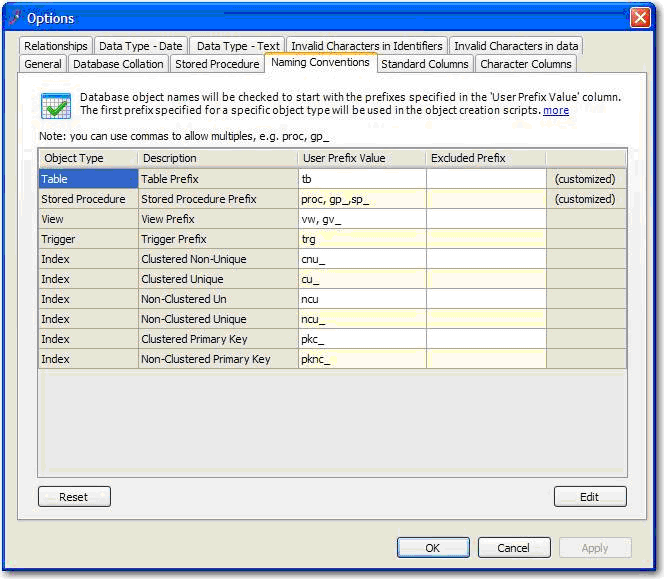 Options
Relationships Data Type - Date Data Type - Text Invalid Characters in Identifiers Invalid Characters in data
General Database Collation Stored Procedure Naming Conventions Standard Columns Character Columns
Database object names will be checked to start with the prefixes specified in the 'User Prefix Value' column.
The first prefix specified for a specific object type will be used in the object creation scripts. more
Note: you can use commas to allow multiples, e.g. proc, gp_
Object Type Description User Prefix Value Excluded Prefix
Table Table Prefix tb (customized)
Stored Procedure Stored Procedure Prefix proc, gp_,sp_ (customized)
View View Prefix vw, gv_
Trigger Trigger Prefix trg
Index Clustered Non-Unique cnu_
Index Clustered Unique cu_
Index Non-Clustered Un ncu
Index Non-Clustered Unique ncu_
Index Clustered Primary Key pkc_
Index Non-Clustered Primary Key pknc_
Reset Edit
OK Cancel Apply